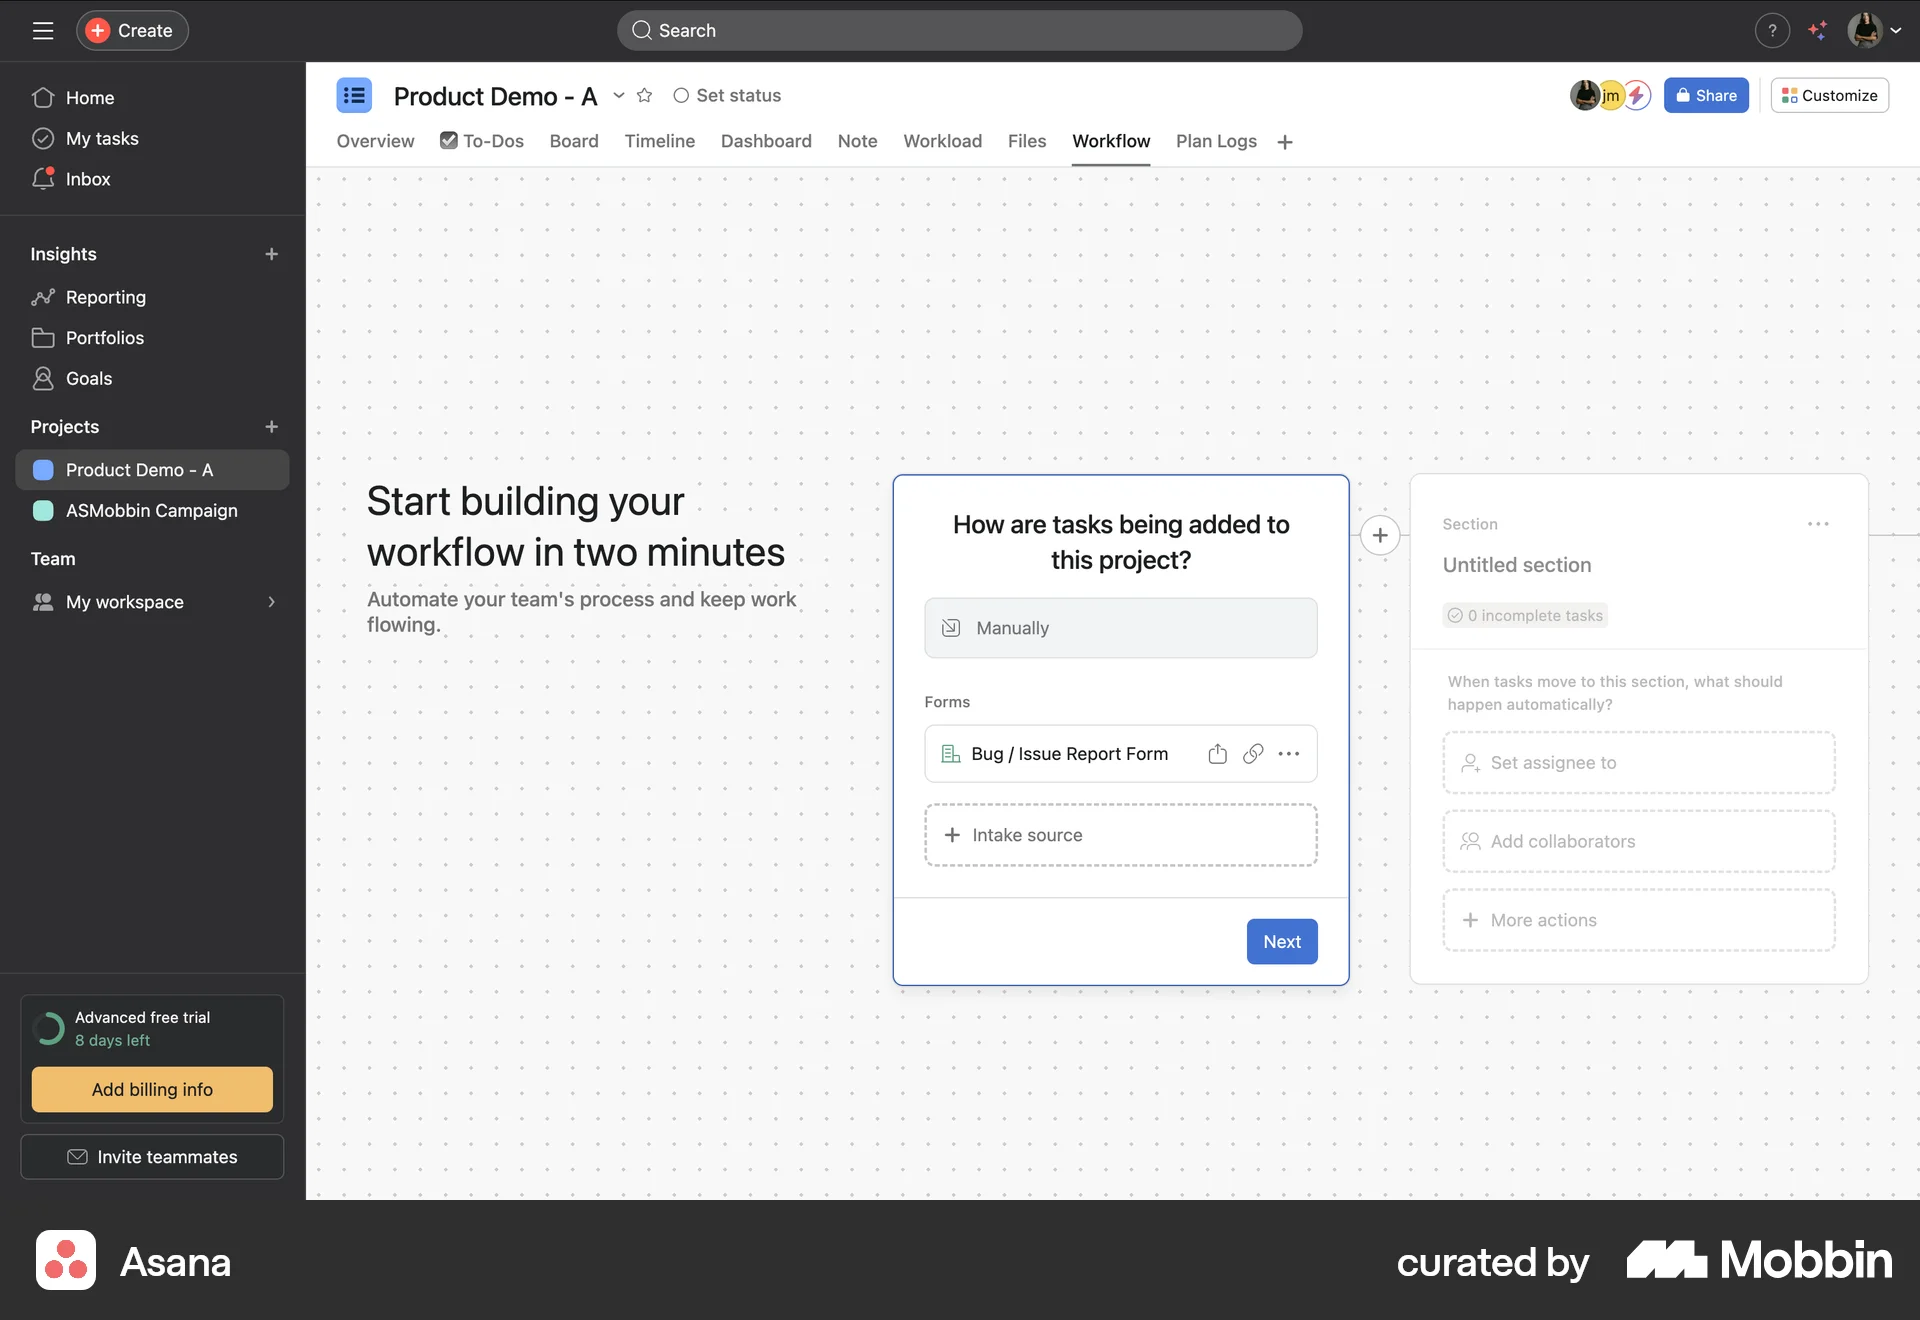 Create
Search
?
Home
My tasks
Inbox
Insights
Reporting
Portfolios
Goals
Projects
Product Demo - A
ASMobbin Campaign
Team
My workspace
Advanced free trial
8 days left
Add billing info
Invite teammates
Product Demo - A
Set status
jm
Share
Customize
Overview
To-Dos
Board
Timeline
Dashboard
Note
Workload
Files
Workflow
Plan Logs
Start building your
workflow in two minutes
Automate your team's process and keep work
flowing.
How are tasks being added to
this project?
Manually
Forms
Bug / Issue Report Form
Intake source
Next
Section
Untitled section
0 incomplete tasks
When tasks move to this section, what should
happen automatically?
Set assignee to
Add collaborators
More actions
Asana
curated by
Mobbin